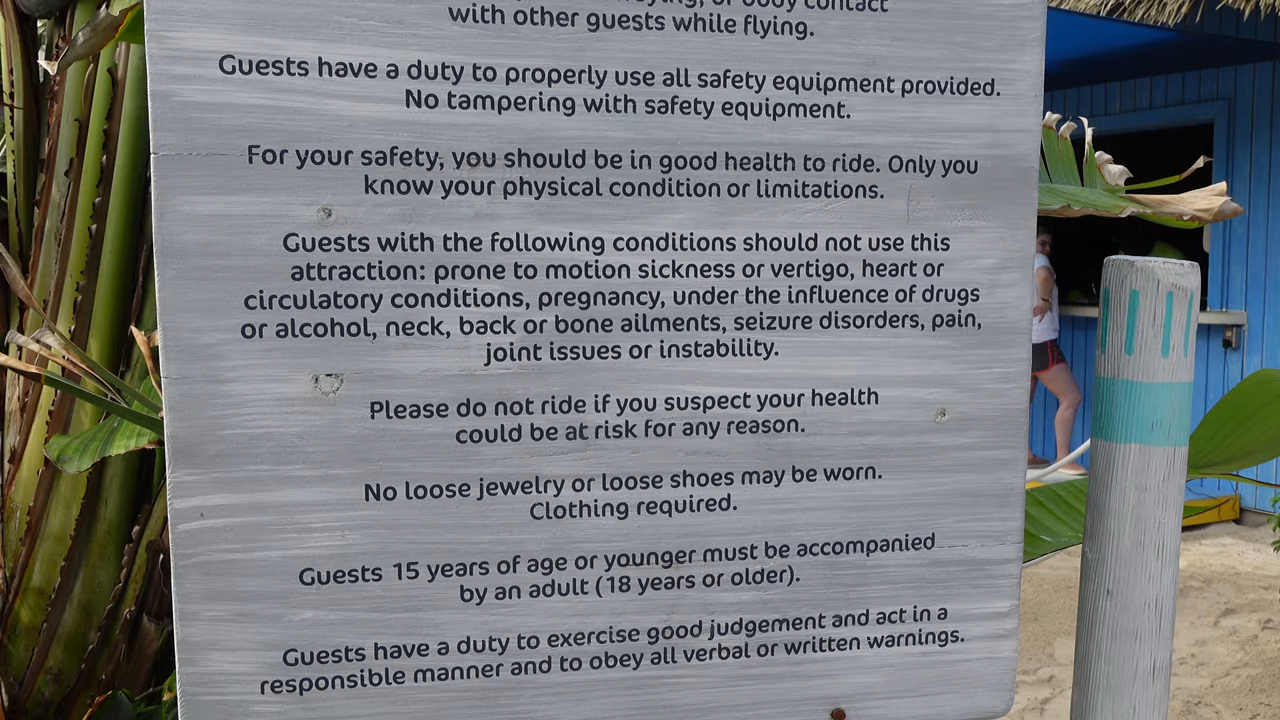 or body contact
with other guests while flying.
Guests have a duty to properly use all safety equipment provided.
No tampering with safety equipment.
For your safety, you should be in good health to ride. Only you
know your physical condition or limitations.
Guests with the following conditions should not use this
attraction: prone to motion sickness or vertigo, heart or
circulatory conditions, pregnancy, under the influence of drugs
or alcohol, neck, back or bone ailments, seizure disorders, pain,
joint issues or instability.
Please do not ride if you suspect your health
could be at risk for any reason.
No loose jewelry or loose shoes may be worn.
Clothing required.
Guests 15 years of age or younger must be accompanied
by an adult (18 years or older).
Guests have a duty to exercise good judgement and act in a
responsible manner and to obey all verbal or written warnings.